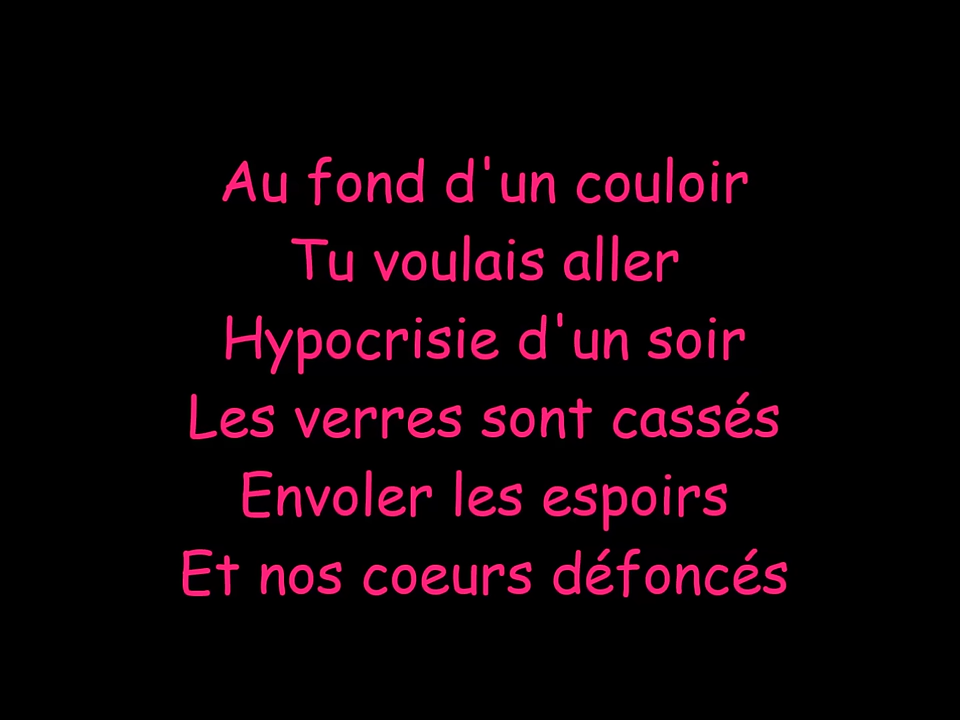 Au fond d'un couloir
Tu voulais aller
Hypocrisie d'un soir
Les verres sont cassés
Envoler les espoirs
Et nos coeurs défoncés